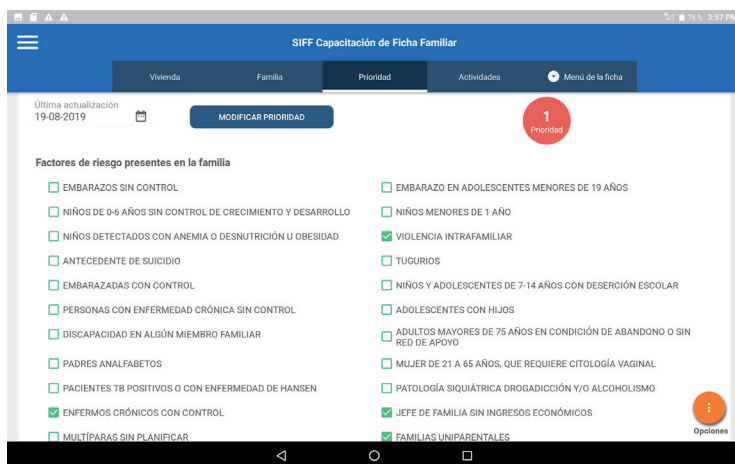 76% 3:57 PM
SIFF Capacitación de Ficha Familiar
Vivienda
Familia
Prioridad
Actividades
Menú de la ficha
Última actualización
19-08-2019
MODIFICAR PRIORIDAD
1
Prioridad
Factores de riesgo presentes en la familia
EMBARAZOS SIN CONTROL
EMBARAZO EN ADOLESCENTES MENORES DE 19 AÑOS
NIÑOS DE 0-6 AÑOS SIN CONTROL DE CRECIMIENTO Y DESARROLLO
NIÑOS MENORES DE 1 AÑO
NIÑOS DETECTADOS CON ANEMIA O DESNUTRICIÓN U OBESIDAD
VIOLENCIA INTRAFAMILIAR
ANTECEDENTE DE SUICIDIO
TUGURIOS
EMBARAZADAS CON CONTROL
NIÑOS Y ADOLESCENTES DE 7-14 AÑOS CON DESERCIÓN ESCOLAR
PERSONAS CON ENFERMEDAD CRÓNICA SIN CONTROL
ADOLESCENTES CON HIJOS
DISCAPACIDAD EN ALGÚN MIEMBRO FAMILIAR
ADULTOS MAYORES DE 75 AÑOS EN CONDICIÓN DE ABANDONO O SIN
RED DE APOYO
PADRES ANALFABETOS
MUJER DE 21 A 65 AÑOS, QUE REQUIERE CITOLOGÍA VAGINAL
PACIENTES TB POSITIVOS O CON ENFERMEDAD DE HANSEN
PATOLOGÍA SIQUIÁTRICA DROGADICCIÓN Y/O ALCOHOLISMO
ENFERMOS CRÓNICOS CON CONTROL
JEFE DE FAMILIA SIN INGRESOS ECONÓMICOS
MULTÍPARAS SIN PLANIFICAR
FAMILIAS UNIPARENTALES
Opciones